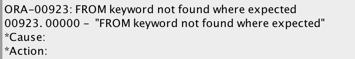 ORA-00923: FROM keyword not found where expected
00923. 00000 -  "FROM keyword not found where expected"
*Cause:
*Action: